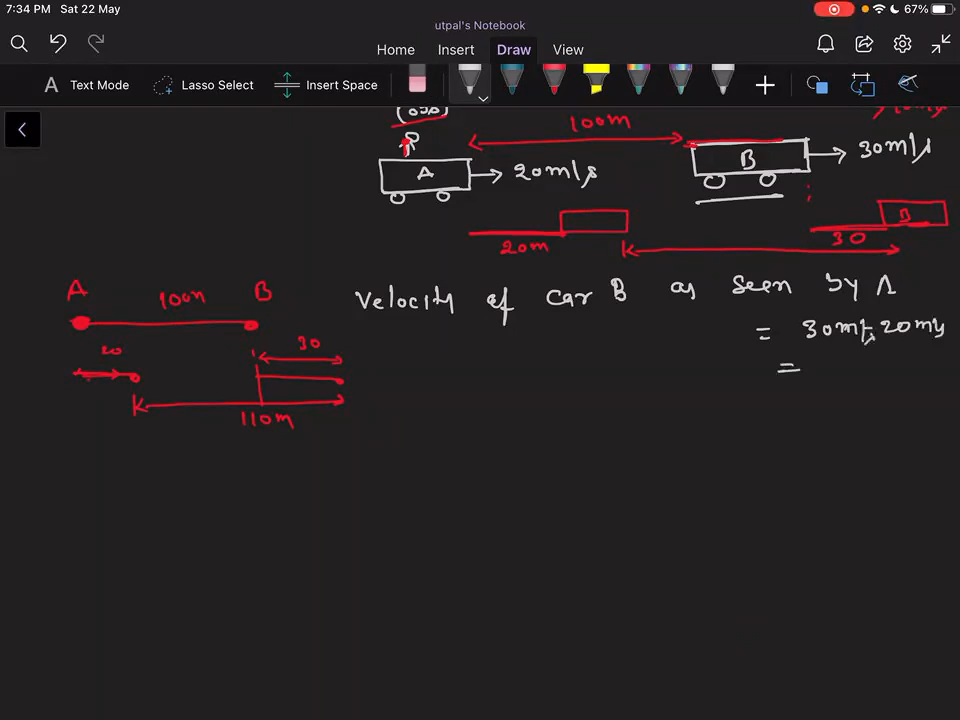 7:34 PM Sat 22 May
67%
utpal's Notebook
Home Insert Draw View
A Text Mode Lasso Select Insert Space
100m
A 20m/s
B 30m/s
20m
30
B
A 100m B
20
30
110m
Velocity of car B as seen by A
= 30m/s 20m/s
=